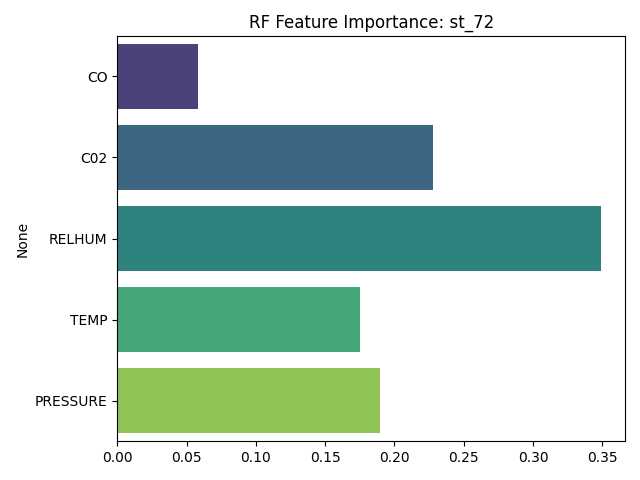 RF Feature Importance: st_72
CO
C02
RELHUM
TEMP
PRESSURE
None
0.00 0.05 0.10 0.15 0.20 0.25 0.30 0.35